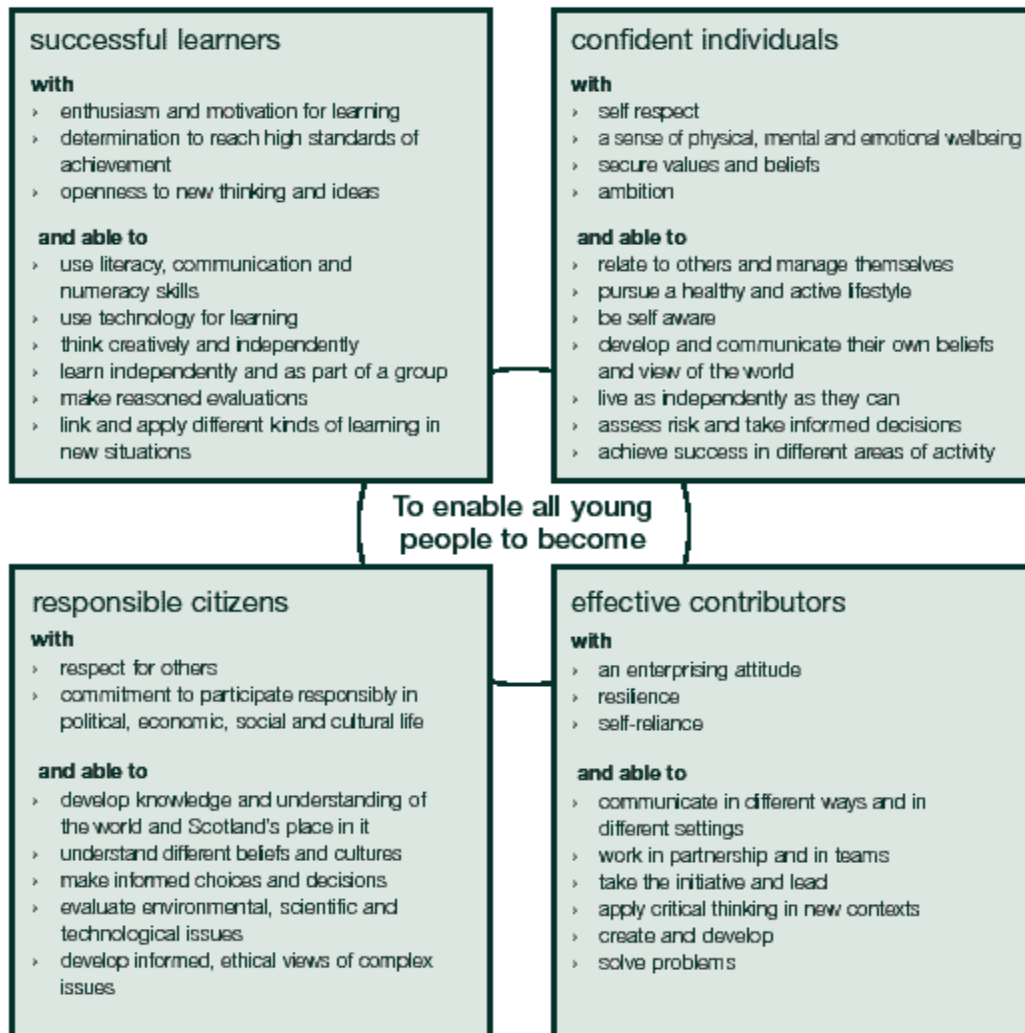 successful learners
with
› enthusiasm and motivation for learning
› determination to reach high standards of
achievement
› openness to new thinking and ideas
and able to
› use literacy, communication and
numeracy skills
› use technology for learning
› think creatively and independently
› learn independently and as part of a group
› make reasoned evaluations
› link and apply different kinds of learning in
new situations
confident individuals
with
› self respect
› a sense of physical, mental and emotional wellbeing
› secure values and beliefs
› ambition
and able to
› relate to others and manage themselves
› pursue a healthy and active lifestyle
› be self aware
› develop and communicate their own beliefs
and view of the world
› live as independently as they can
› assess risk and take informed decisions
› achieve success in different areas of activity
To enable all young
people to become
responsible citizens
with
› respect for others
› commitment to participate responsibly in
political, economic, social and cultural life
and able to
› develop knowledge and understanding of
the world and Scotland's place in it
› understand different beliefs and cultures
› make informed choices and decisions
› evaluate environmental, scientific and
technological issues
› develop informed, ethical views of complex
issues
effective contributors
with
› an enterprising attitude
› resilience
› self-reliance
and able to
› communicate in different ways and in
different settings
› work in partnership and in teams
› take the initiative and lead
› apply critical thinking in new contexts
› create and develop
› solve problems